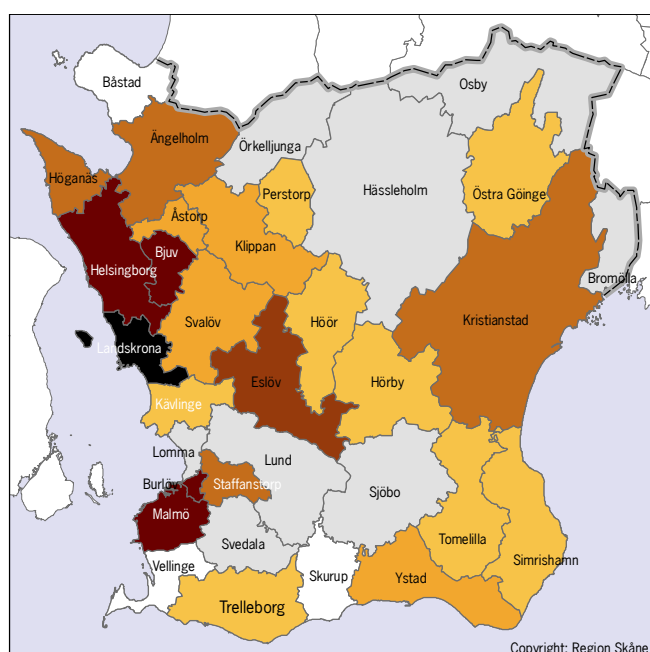 Båstad
Osby
Ängelholm
Örkelljunga
Höganäs
Perstorp
Hässleholm
Östra Göinge
Åstorp
Klippan
Bjuv
Helsingborg
Bromölla
Svalöv
Höör
Kristianstad
Landskrona
Eslöv
Hörby
Kävlinge
Lomma
Lund
Burlöv
Staffanstorp
Sjöbo
Malmö
Svedala
Tomelilla
Simrishamn
Vellinge
Skurup
Ystad
Trelleborg
Copyright: Region Skåne